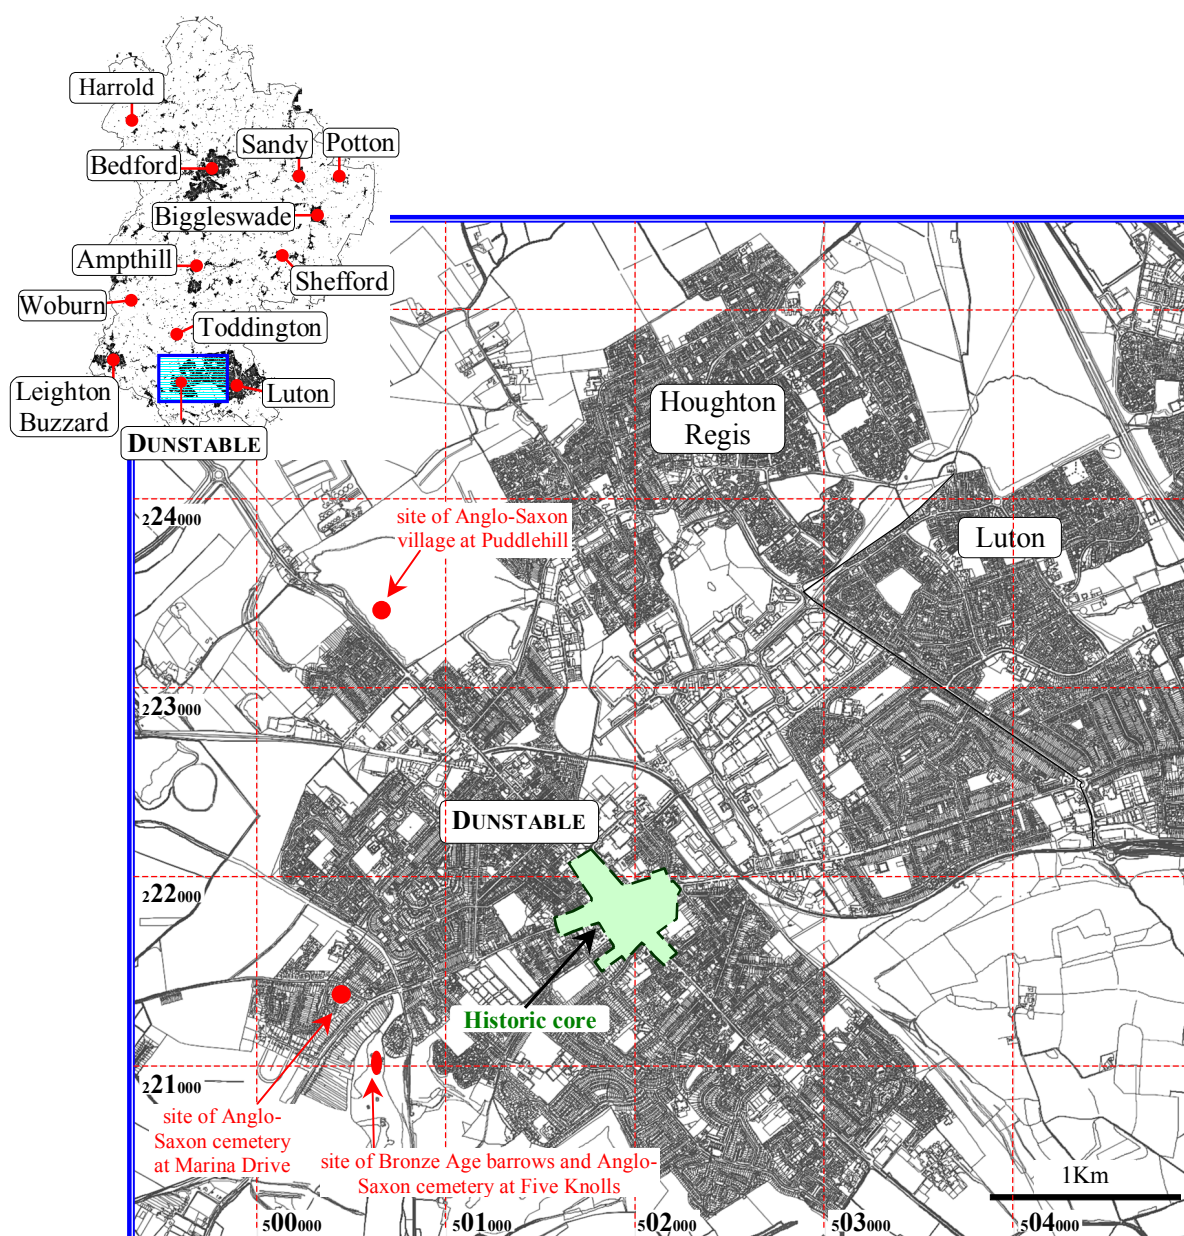 Harrold
Sandy
Potton
Bedford
Biggleswade
Ampthill
Shefford
Woburn
Toddington
Leighton
Buzzard
Luton
DUNSTABLE
Houghton
Regis
224000
site of Anglo-Saxon
village at Puddlehill
Luton
223000
DUNSTABLE
222000
Historic core
221000
site of Anglo-
Saxon cemetery
at Marina Drive
site of Bronze Age barrows and Anglo-
Saxon cemetery at Five Knolls
1Km
500000
501000
502000
503000
504000